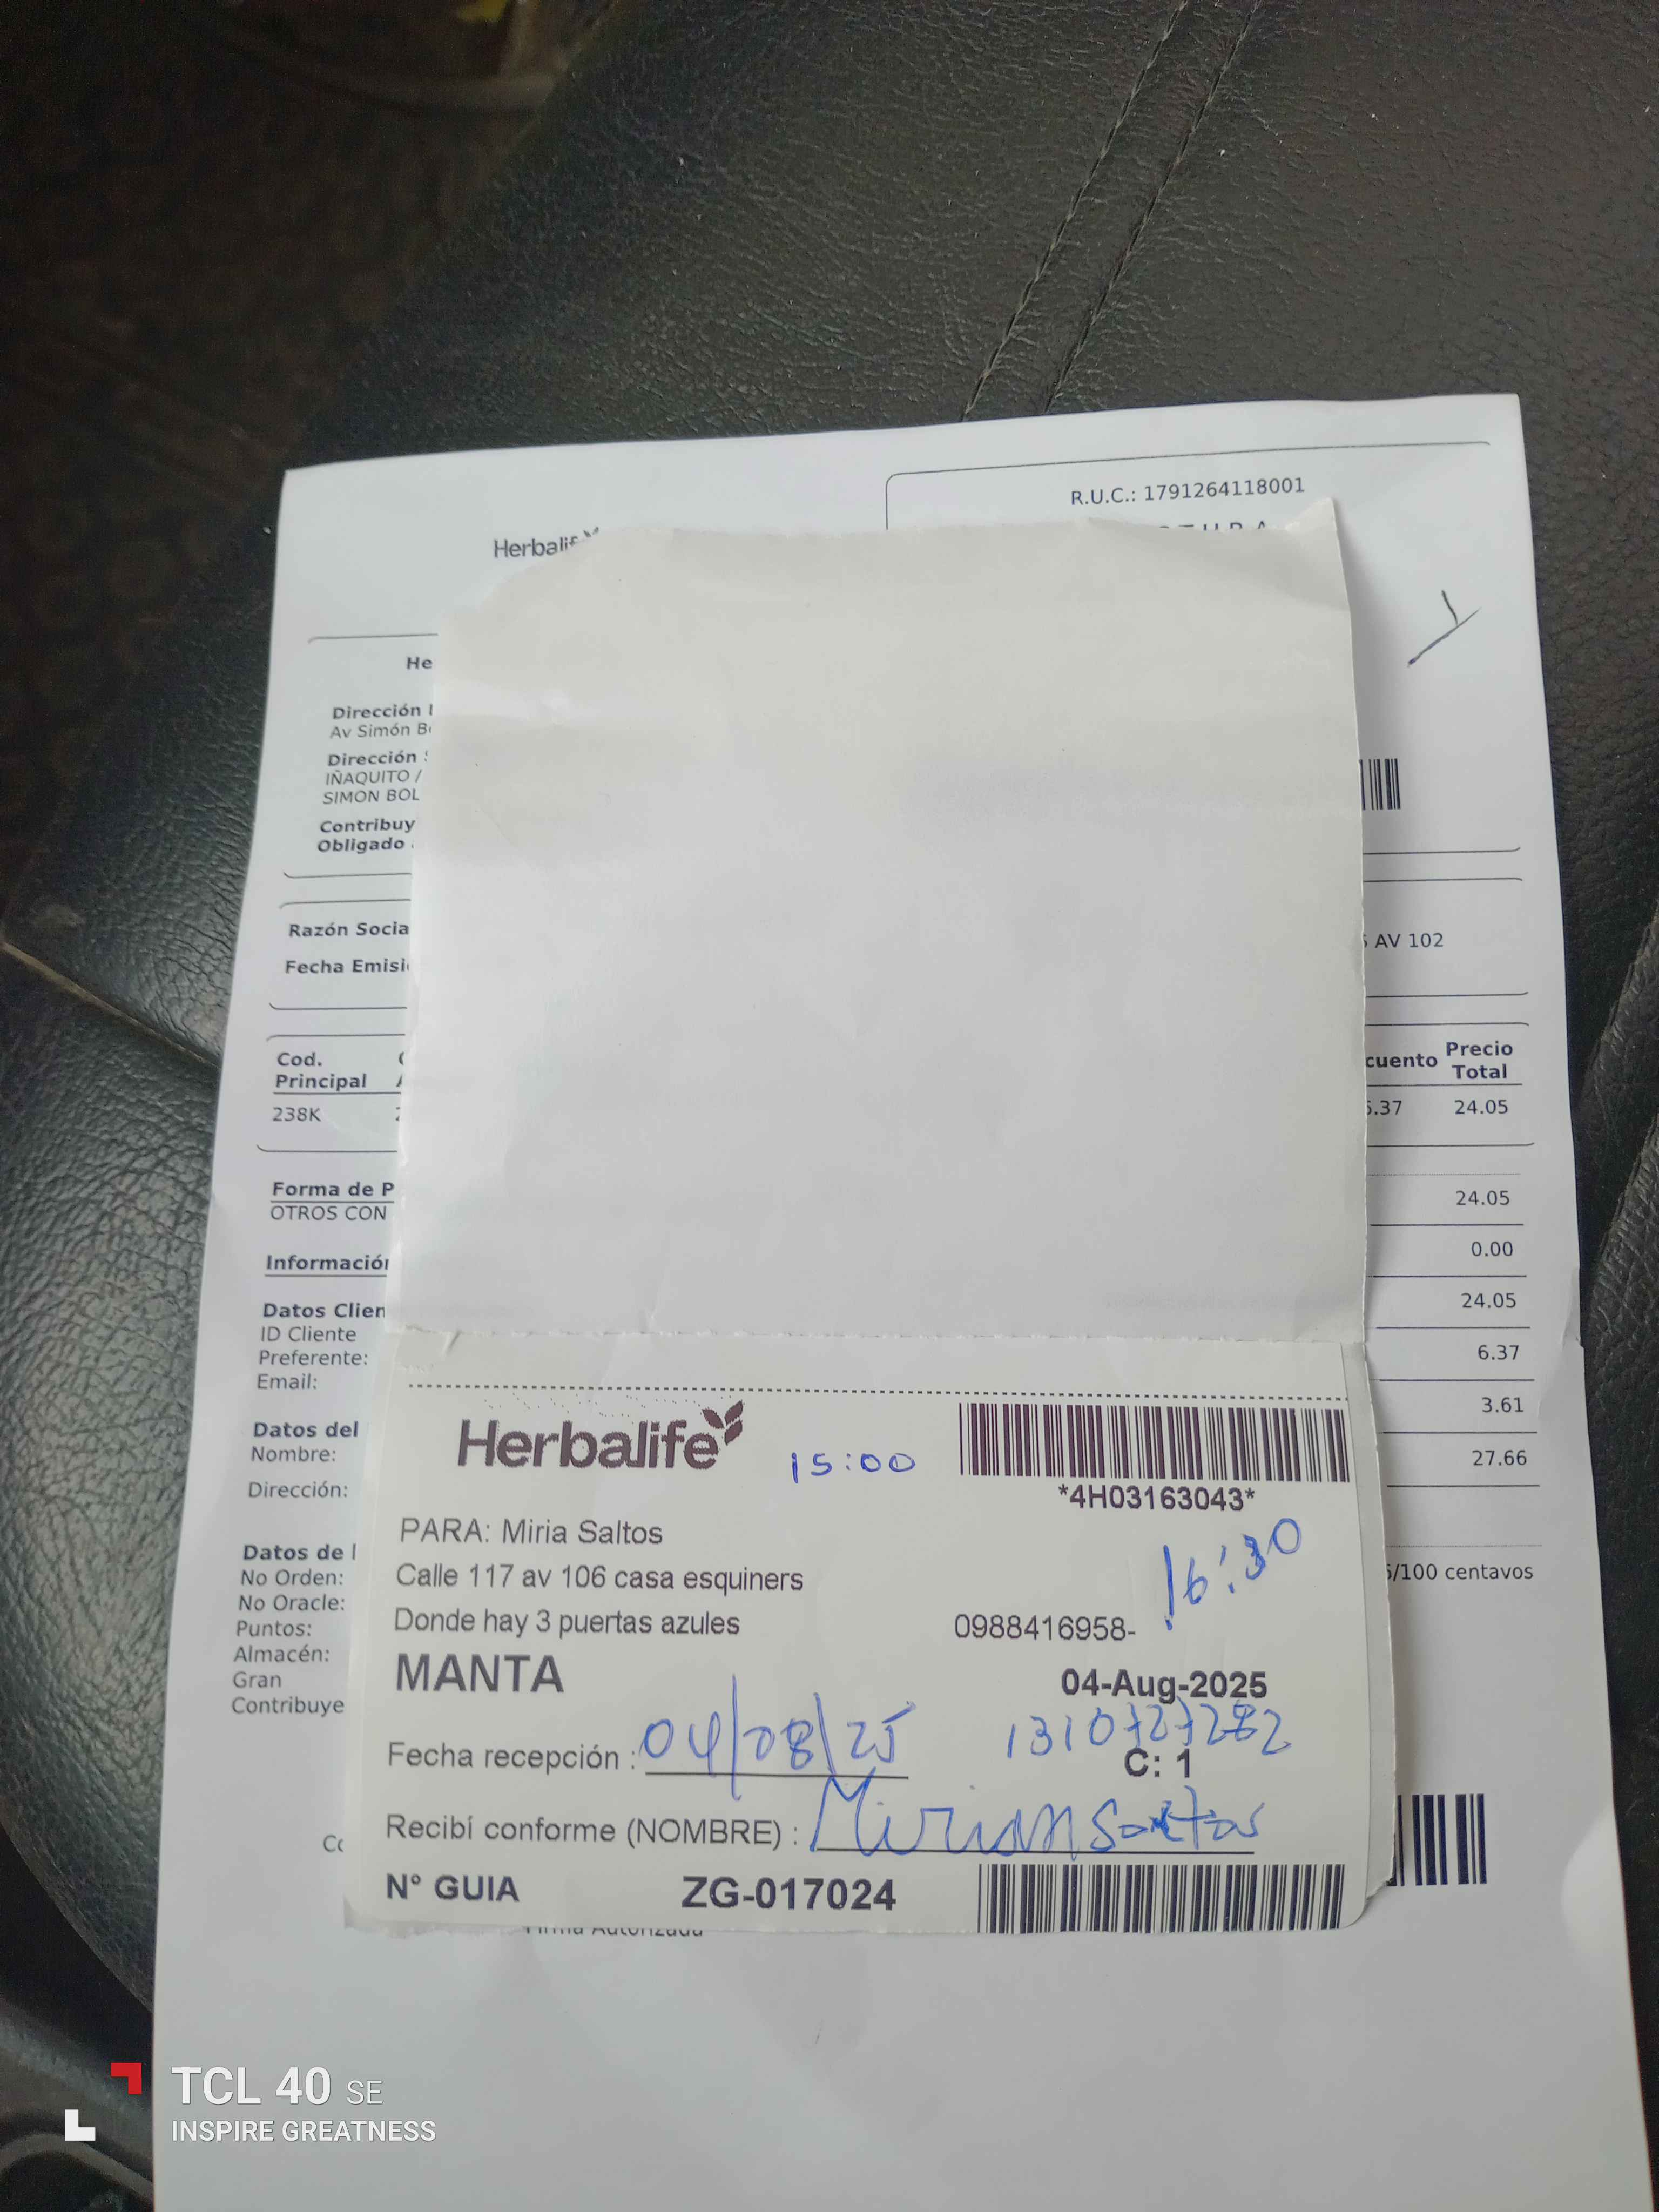 R.U.C.: 1791264118001
Herbalif
He
Dirección
Av Simón B
Dirección
IÑAQUITO /
SIMON BOL
Contribuy
Obligado
Razón Socia
AV 102
Fecha Emisi
Cod.
Principal
cuento Precio
Total
238K
.37 24.05
Forma de P
OTROS CON
24.05
0.00
Información
24.05
Datos Clien
ID Cliente
Preferente:
6.37
Email:
3.61
Datos del
Nombre:
27.66
Dirección:
Herbalife
15:00
*4H03163043*
PARA: Miria Saltos
16:30
Calle 117 av 106 casa esquiners
Donde hay 3 puertas azules
0988416958-
MANTA
04-Aug-2025
Fecha recepción : 04/08/25
C: 1
Recibí conforme (NOMBRE) : Mirian Saltos
N° GUIA ZG-017024
Datos de
No Orden:
No Oracle:
Puntos:
Almacén:
Gran
Contribuye
/100 centavos
Firma Autorizada
TCL 40 SE
INSPIRE GREATNESS